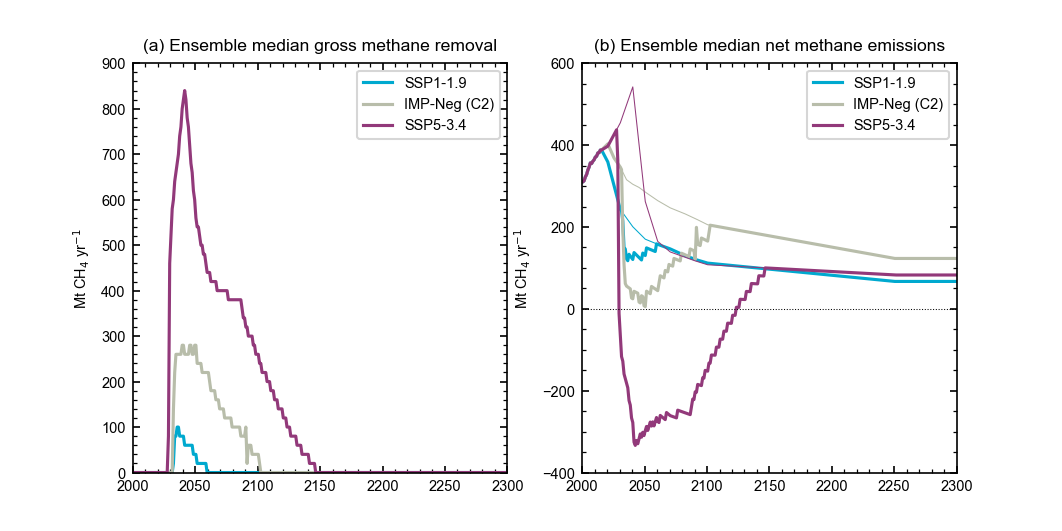 (a) Ensemble median gross methane removal
900
800
700
600
500
400
300
200
100
0
Mt CH₄ yr⁻¹
SSP1-1.9
IMP-Neg (C2)
SSP5-3.4
2000 2050 2100 2150 2200 2250 2300
(b) Ensemble median net methane emissions
600
400
200
0
−200
−400
Mt CH₄ yr⁻¹
SSP1-1.9
IMP-Neg (C2)
SSP5-3.4
2000 2050 2100 2150 2200 2250 2300